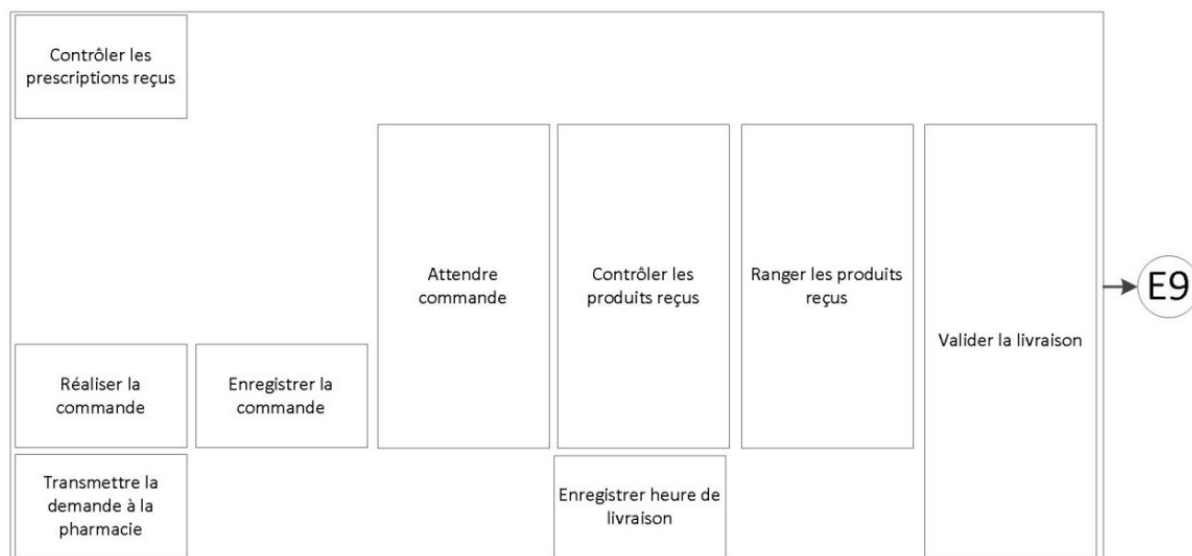 Contrôler les
prescriptions reçus
Attendre
commande
Contrôler les
produits reçus
Ranger les produits
reçus
Valider la livraison
E9
Réaliser la
commande
Enregistrer la
commande
Transmettre la
demande à la
pharmacie
Enregistrer heure de
livraison